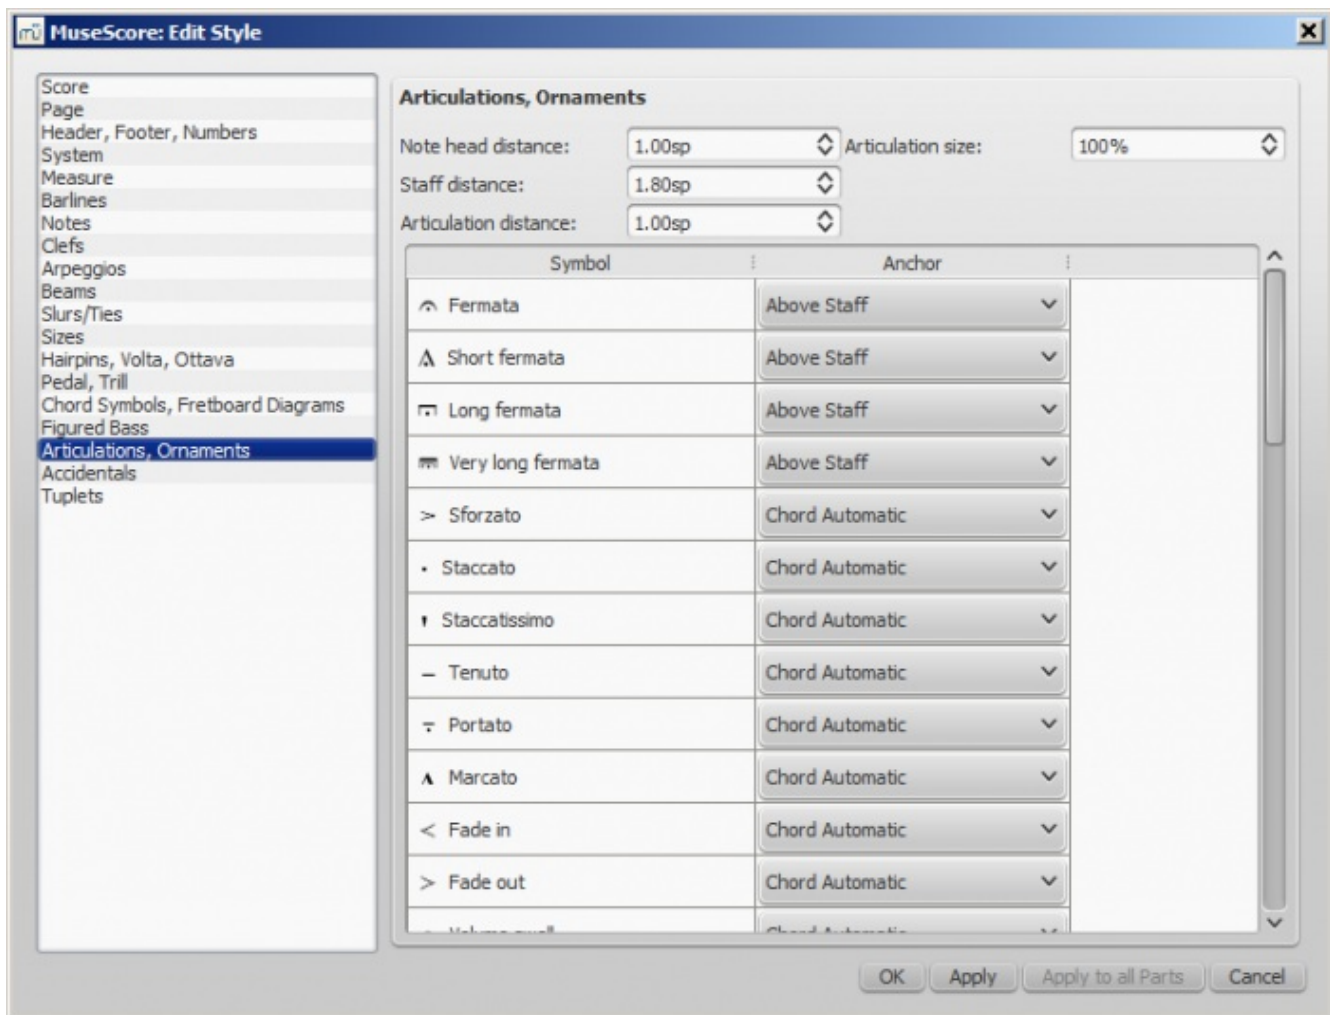 MuseScore: Edit Style
Score
Page
Header, Footer, Numbers
System
Measure
Barlines
Notes
Clefs
Arpeggios
Beams
Slurs/Ties
Sizes
Hairpins, Volta, Ottava
Pedal, Trill
Chord Symbols, Fretboard Diagrams
Figured Bass
Articulations, Ornaments
Accidentals
Tuplets
Articulations, Ornaments
Note head distance: 1.00sp Articulation size: 100%
Staff distance: 1.80sp
Articulation distance: 1.00sp
Symbol Anchor
Fermata Above Staff
Short fermata Above Staff
Long fermata Above Staff
Very long fermata Above Staff
Sforzato Chord Automatic
Staccato Chord Automatic
Staccatissimo Chord Automatic
Tenuto Chord Automatic
Portato Chord Automatic
Marcato Chord Automatic
Fade in Chord Automatic
Fade out Chord Automatic
Volume swell Chord Automatic
OK Apply Apply to all Parts Cancel